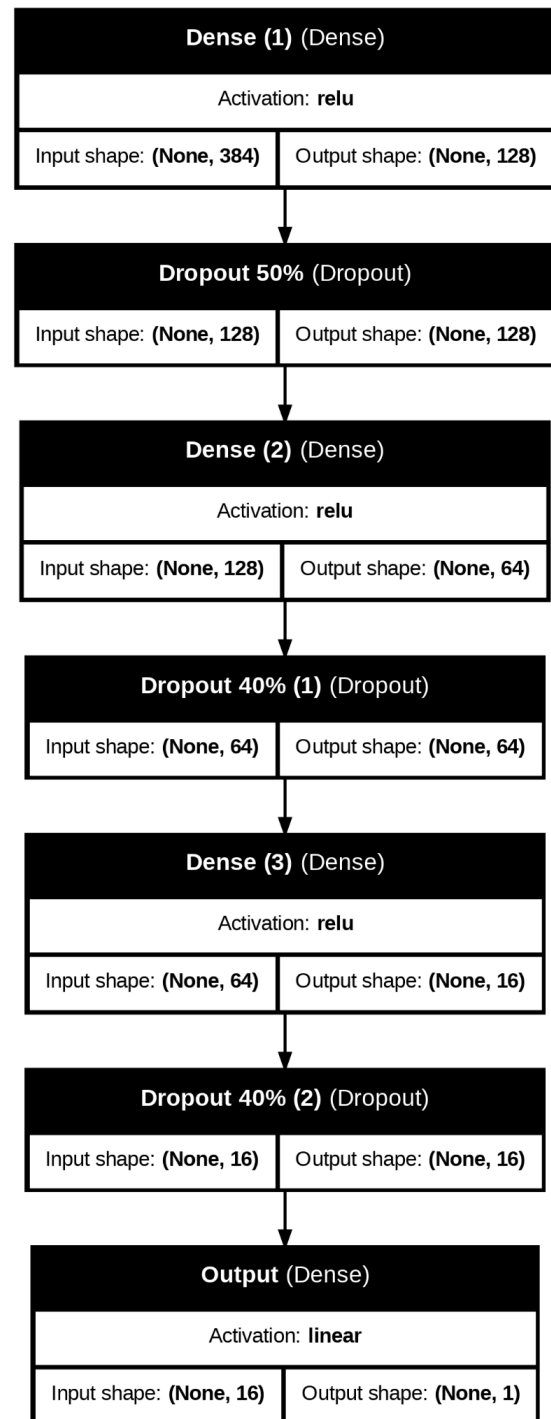 Dense (1) (Dense)
Activation: relu
Input shape: (None, 384) Output shape: (None, 128)
Dropout 50% (Dropout)
Input shape: (None, 128) Output shape: (None, 128)
Dense (2) (Dense)
Activation: relu
Input shape: (None, 128) Output shape: (None, 64)
Dropout 40% (1) (Dropout)
Input shape: (None, 64) Output shape: (None, 64)
Dense (3) (Dense)
Activation: relu
Input shape: (None, 64) Output shape: (None, 16)
Dropout 40% (2) (Dropout)
Input shape: (None, 16) Output shape: (None, 16)
Output (Dense)
Activation: linear
Input shape: (None, 16) Output shape: (None, 1)